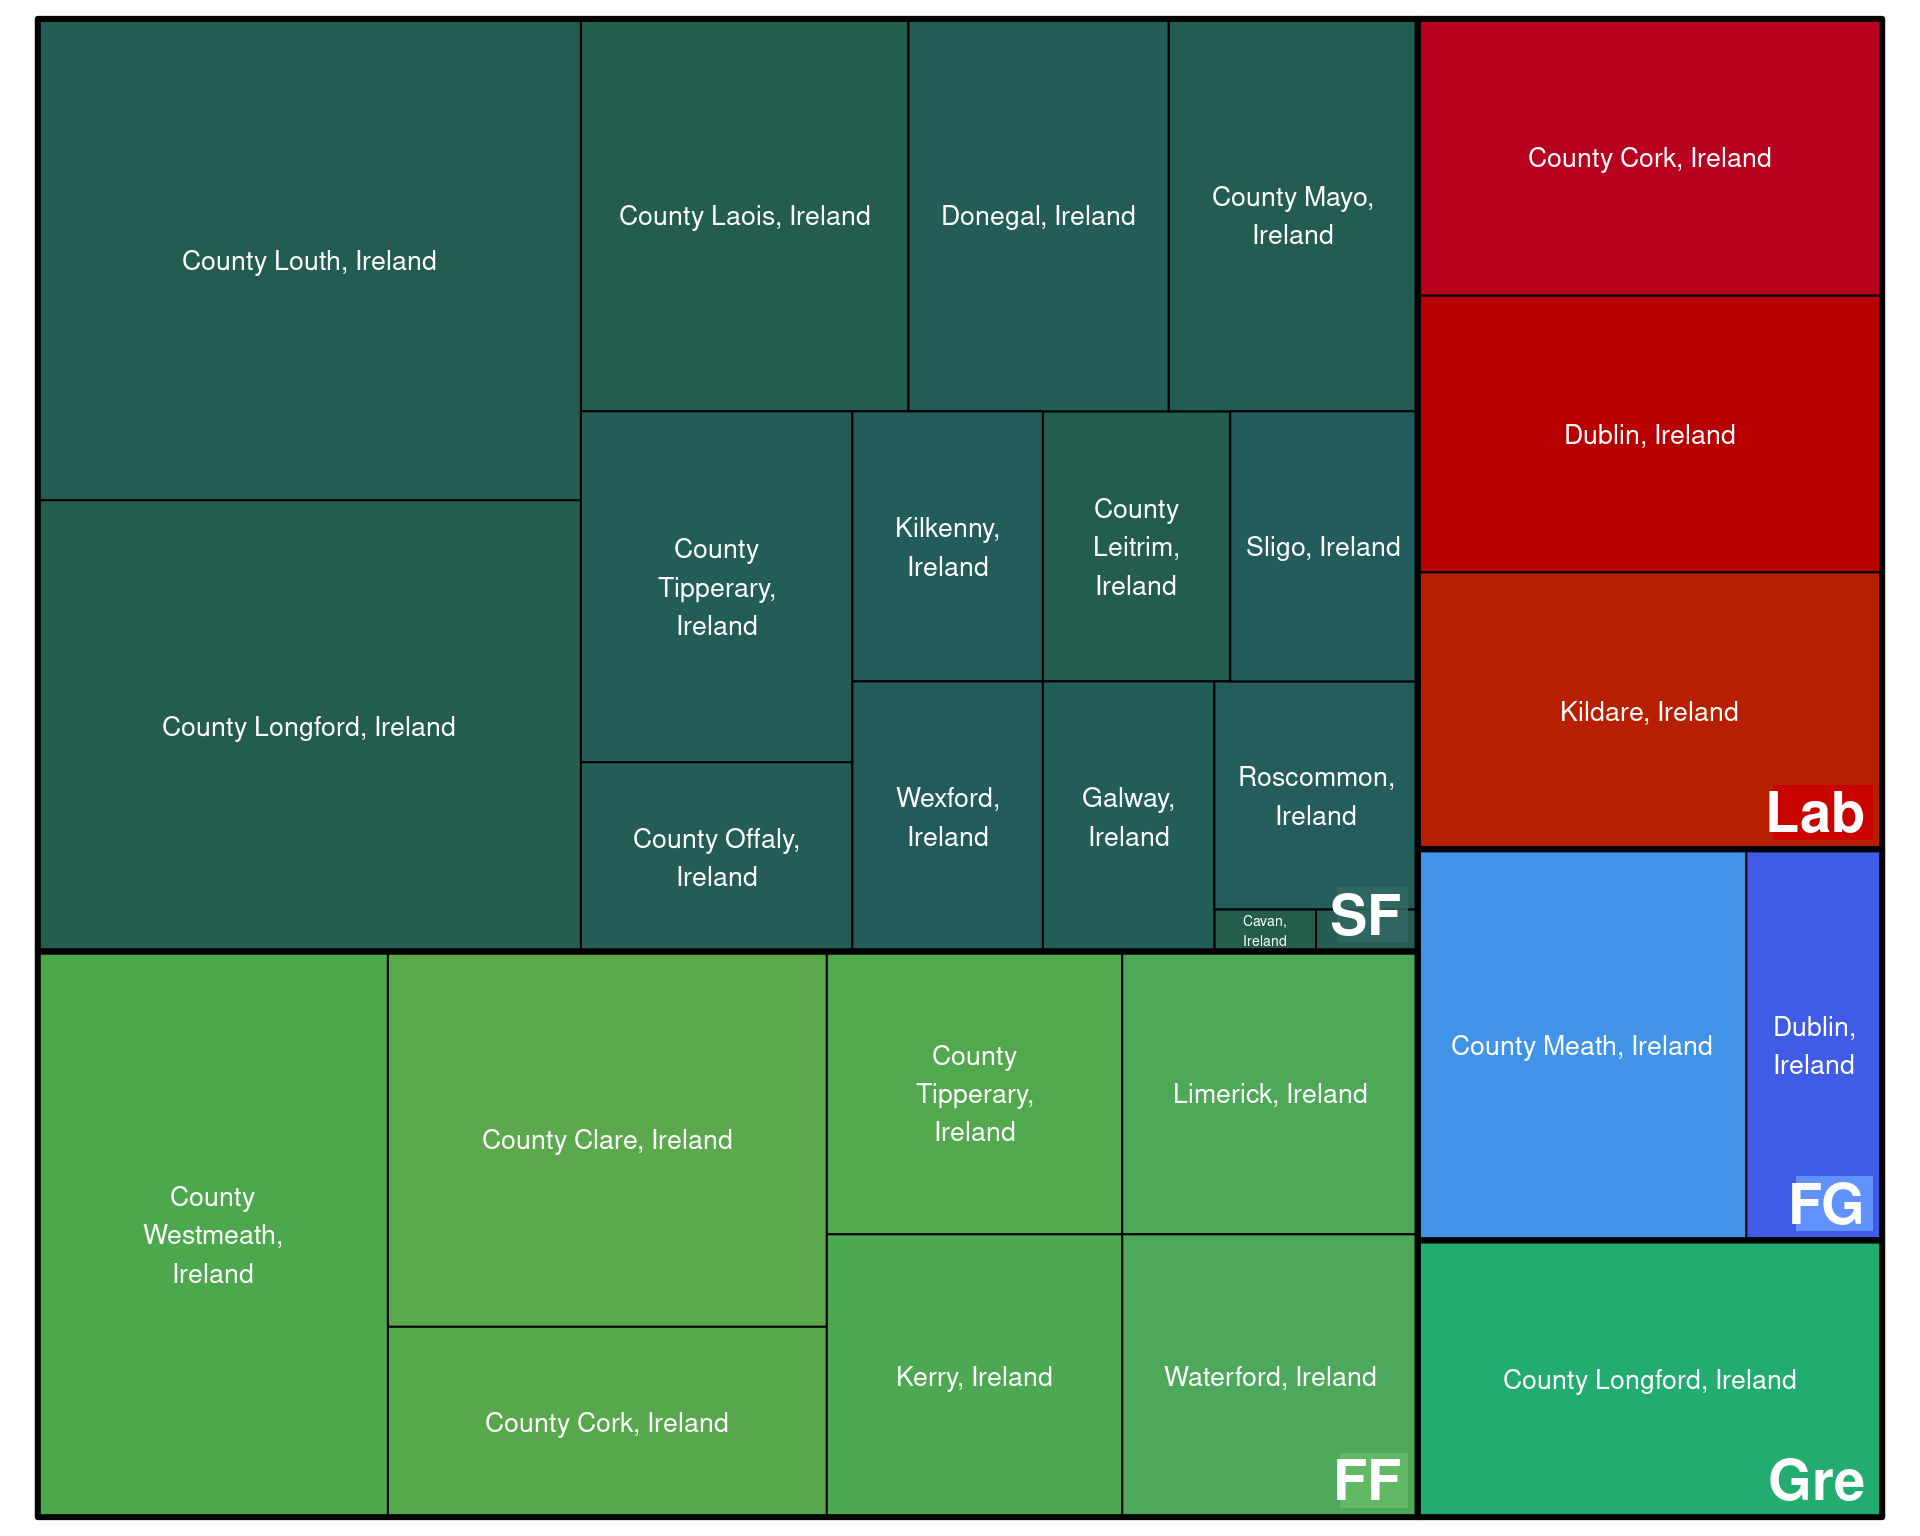 County Louth, Ireland
County Longford, Ireland
County Laois, Ireland
Donegal, Ireland
County Mayo,
Ireland
County
Tipperary,
Ireland
County Offaly,
Ireland
Kilkenny,
Ireland
County
Leitrim,
Ireland
Sligo, Ireland
Wexford,
Ireland
Galway,
Ireland
Roscommon,
Ireland
Cavan,
Ireland
SF
County
Westmeath,
Ireland
County Clare, Ireland
County Cork, Ireland
County
Tipperary,
Ireland
Limerick, Ireland
Kerry, Ireland
Waterford, Ireland
FF
County Cork, Ireland
Dublin, Ireland
Kildare, Ireland
Lab
County Meath, Ireland
Dublin,
Ireland
FG
County Longford, Ireland
Gre